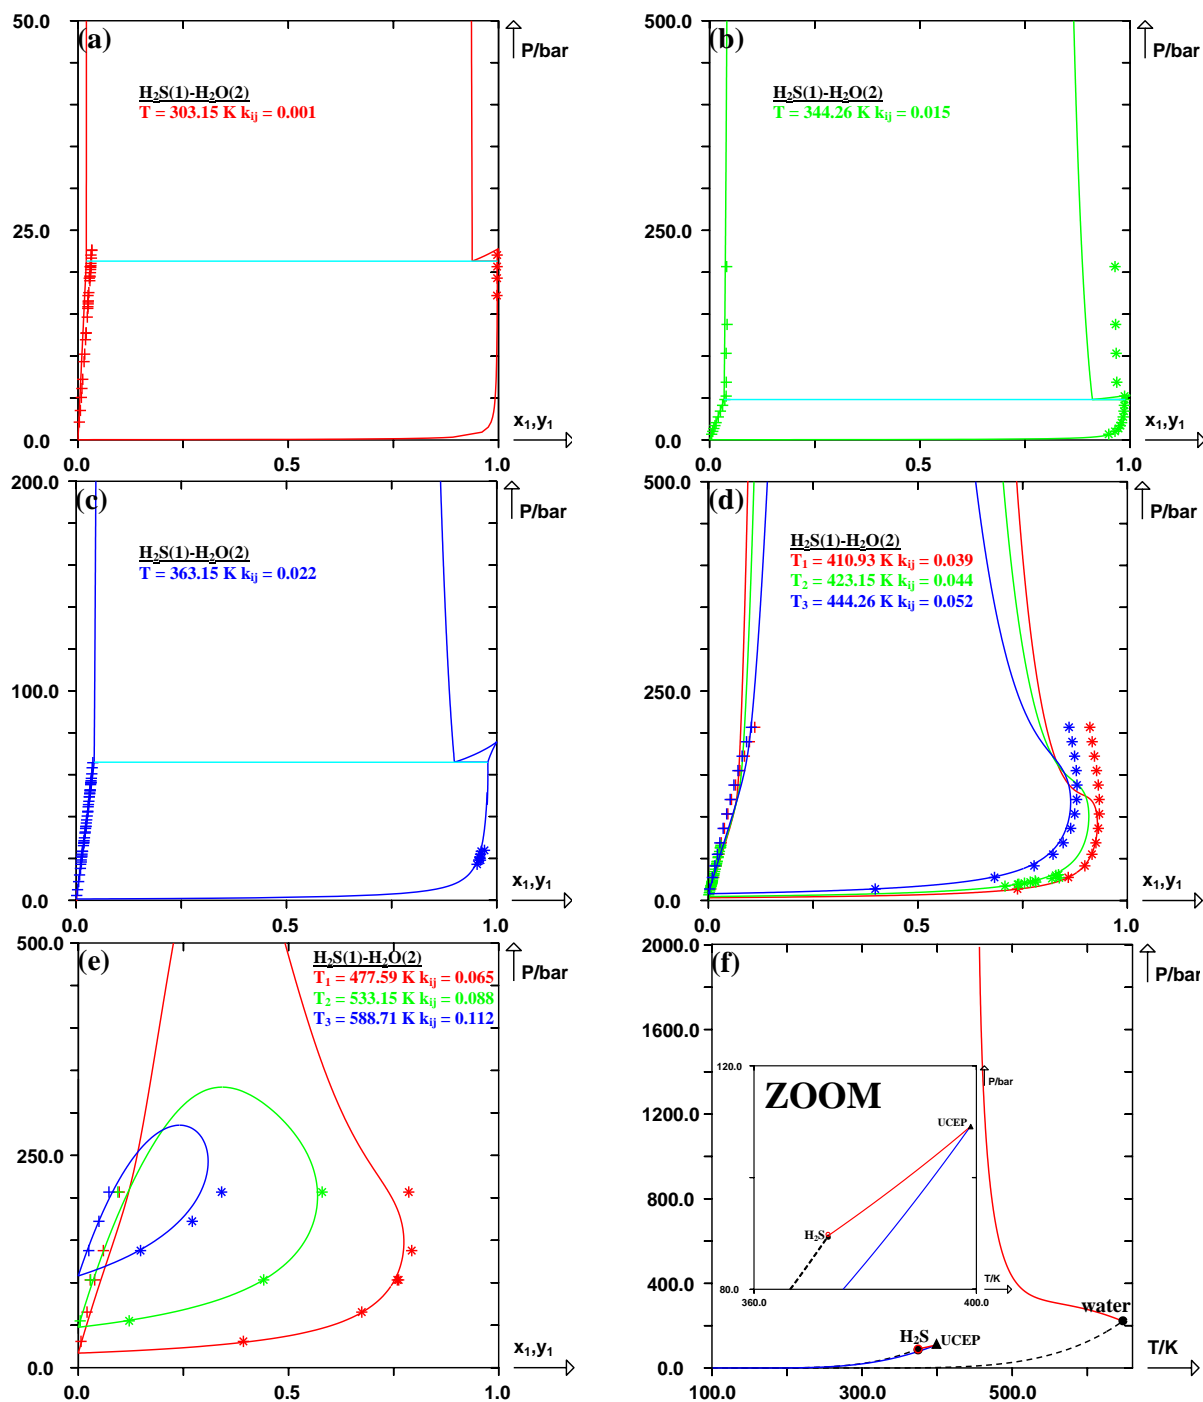 (a)
50.0
P/bar
H₂S(1)-H₂O(2)
T = 303.15 K kᵢⱼ = 0.001
25.0
0.0
x₁,y₁
0.0 0.5 1.0
(b)
500.0
P/bar
H₂S(1)-H₂O(2)
T = 344.26 K kᵢⱼ = 0.015
250.0
0.0
x₁,y₁
0.0 0.5 1.0
(c)
200.0
P/bar
H₂S(1)-H₂O(2)
T = 363.15 K kᵢⱼ = 0.022
100.0
0.0
x₁,y₁
0.0 0.5 1.0
(d)
500.0
P/bar
H₂S(1)-H₂O(2)
T₁ = 410.93 K kᵢⱼ = 0.039
T₂ = 423.15 K kᵢⱼ = 0.044
T₃ = 444.26 K kᵢⱼ = 0.052
250.0
0.0
x₁,y₁
0.0 0.5 1.0
(e)
500.0
P/bar
H₂S(1)-H₂O(2)
T₁ = 477.59 K kᵢⱼ = 0.065
T₂ = 533.15 K kᵢⱼ = 0.088
T₃ = 588.71 K kᵢⱼ = 0.112
250.0
0.0
x₁,y₁
0.0 0.5 1.0
(f)
2000.0
P/bar
1600.0
1200.0
800.0
400.0
0.0
120.0
P/bar
ZOOM
UCEP
H₂S
80.0
T/K
360.0 400.0
water
H₂S
UCEP
T/K
100.0 300.0 500.0